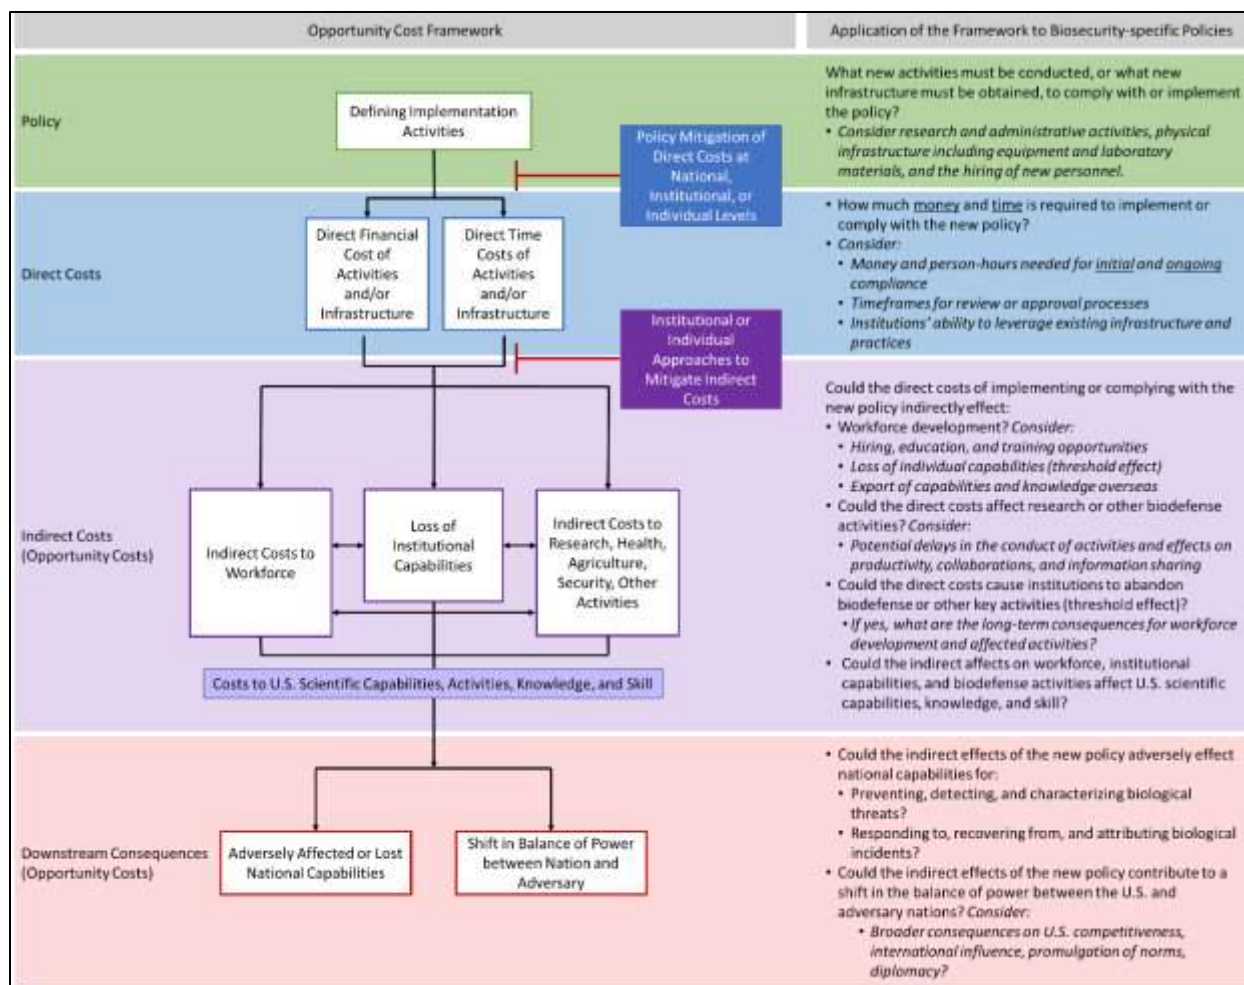 Opportunity Cost Framework
Application of the Framework to Biosecurity-specific Policies
Policy
Defining Implementation
Activities
Policy Mitigation of
Direct Costs at
National,
Institutional, or
Individual Levels
What new activities must be conducted, or what new
infrastructure must be obtained, to comply with or implement
the policy?
• Consider research and administrative activities, physical
infrastructure including equipment and laboratory
materials, and the hiring of new personnel.
Direct Costs
Direct Financial
Cost of
Activities
and/or
Infrastructure
Direct Time
Costs of
Activities
and/or
Infrastructure
Institutional or
Individual
Approaches to
Mitigate Indirect
Costs
• How much money and time is required to implement or
comply with the new policy?
• Consider:
• Money and person-hours needed for initial and ongoing
compliance
• Timeframes for review or approval processes
• Institutions' ability to leverage existing infrastructure and
practices
Indirect Costs
(Opportunity Costs)
Indirect Costs to
Workforce
Loss of
Institutional
Capabilities
Indirect Costs to
Research, Health,
Agriculture,
Security, Other
Activities
Costs to U.S. Scientific Capabilities, Activities, Knowledge, and Skill
Could the direct costs of implementing or complying with the
new policy indirectly effect:
• Workforce development? Consider:
• Hiring, education, and training opportunities
• Loss of individual capabilities (threshold effect)
• Export of capabilities and knowledge overseas
• Could the direct costs affect research or other biodefense
activities? Consider:
• Potential delays in the conduct of activities and effects on
productivity, collaborations, and information sharing
• Could the direct costs cause institutions to abandon
biodefense or other key activities (threshold effect)?
• If yes, what are the long-term consequences for workforce
development and affected activities?
• Could the indirect affects on workforce, institutional
capabilities, and biodefense activities affect U.S. scientific
capabilities, knowledge, and skill?
Downstream Consequences
(Opportunity Costs)
Adversely Affected or Lost
National Capabilities
Shift in Balance of Power
between Nation and
Adversary
• Could the indirect effects of the new policy adversely effect
national capabilities for:
• Preventing, detecting, and characterizing biological
threats?
• Responding to, recovering from, and attributing biological
incidents?
• Could the indirect effects of the new policy contribute to a
shift in the balance of power between the U.S. and
adversary nations? Consider:
• Broader consequences on U.S. competitiveness,
international influence, promulgation of norms,
diplomacy?